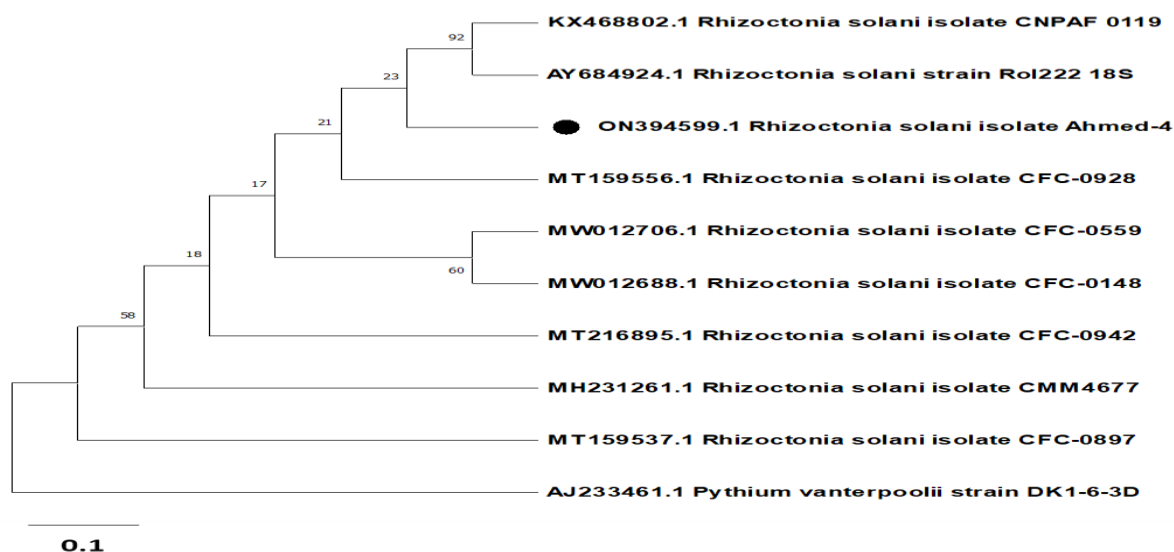 KX468802.1 Rhizoctonia solani isolate CNPAF 0119
92
AY684924.1 Rhizoctonia solani strain Rol222 18S
23
ON394599.1 Rhizoctonia solani isolate Ahmed-4
21
MT159556.1 Rhizoctonia solani isolate CFC-0928
17
MW012706.1 Rhizoctonia solani isolate CFC-0559
18
60
MW012688.1 Rhizoctonia solani isolate CFC-0148
58
MT216895.1 Rhizoctonia solani isolate CFC-0942
MH231261.1 Rhizoctonia solani isolate CMM4677
MT159537.1 Rhizoctonia solani isolate CFC-0897
AJ233461.1 Pythium vanterpoolii strain DK1-6-3D
0.1